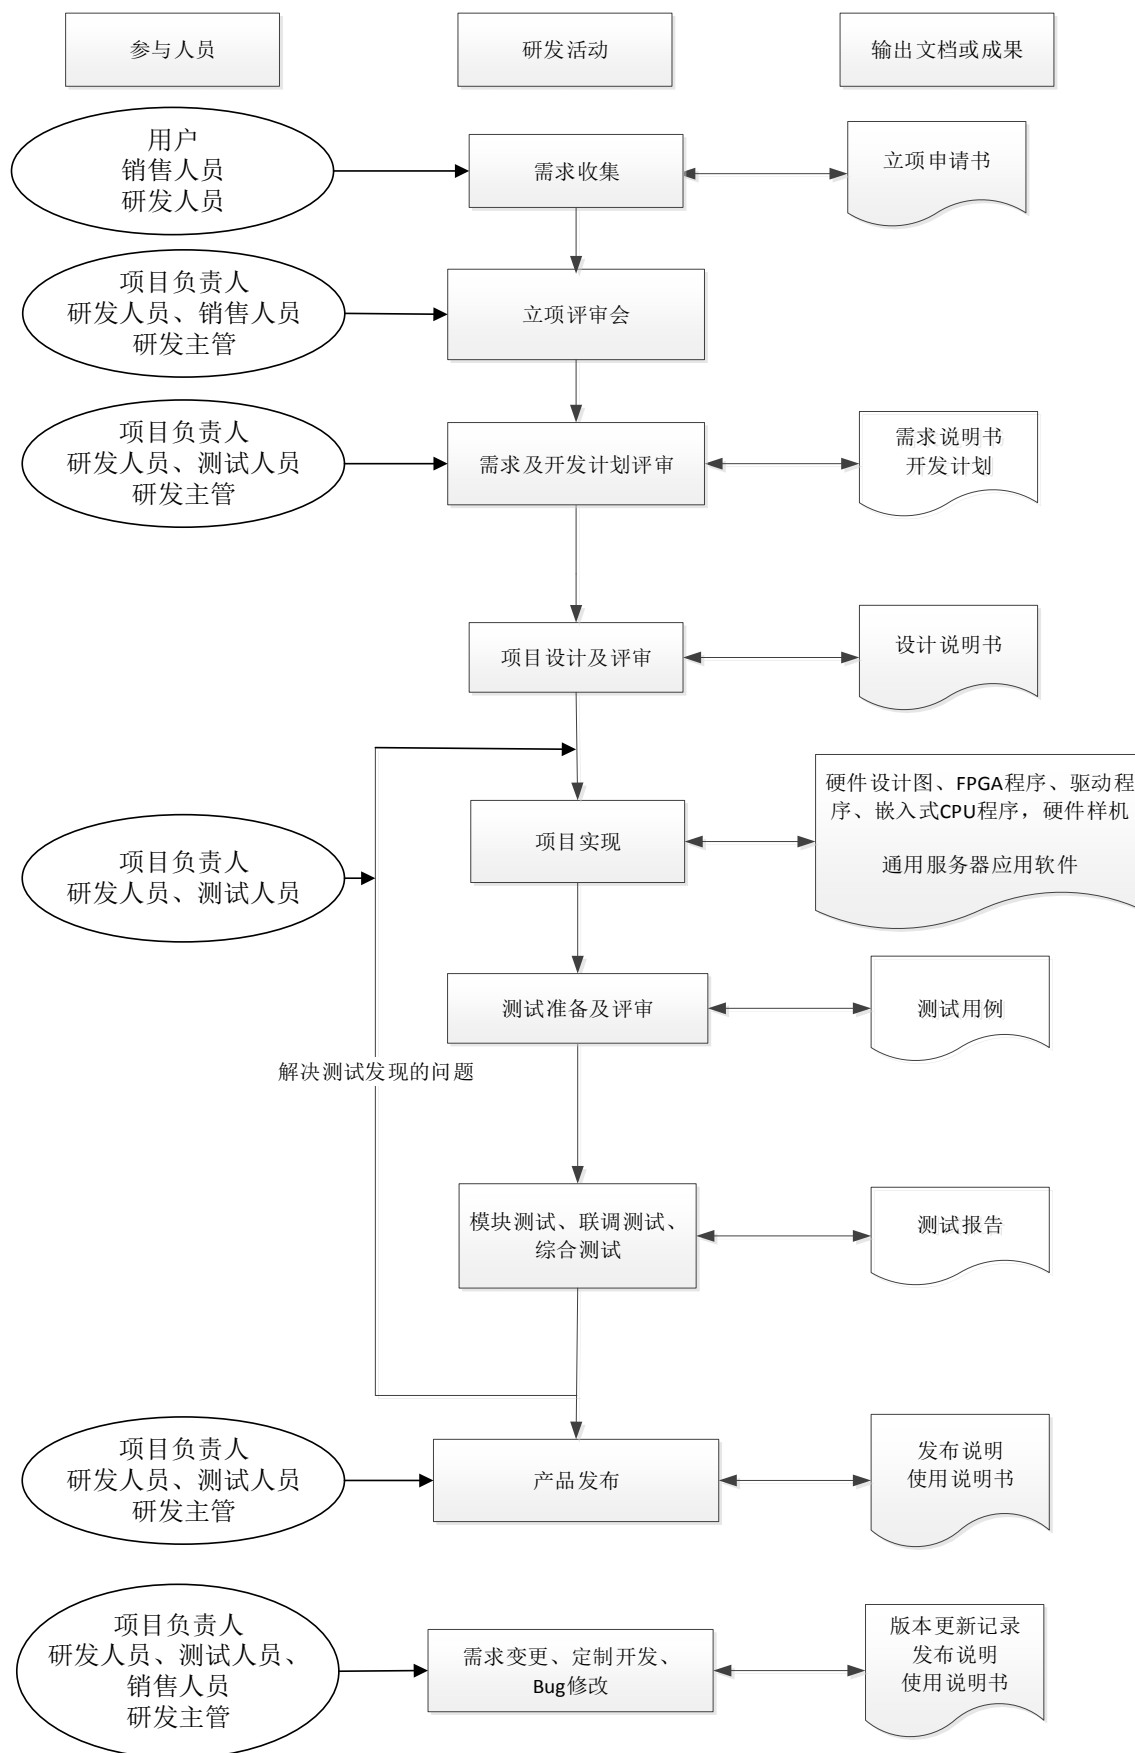 参与人员
研发活动
输出文档或成果
用户
销售人员
研发人员
需求收集
立项申请书
项目负责人
研发人员、销售人员
研发主管
立项评审会
项目负责人
研发人员、测试人员
研发主管
需求及开发计划评审
需求说明书
开发计划
项目设计及评审
设计说明书
项目负责人
研发人员、测试人员
项目实现
硬件设计图、FPGA程序、驱动程
序、嵌入式CPU程序，硬件样机
通用服务器应用软件
测试准备及评审
测试用例
解决测试发现的问题
模块测试、联调测试、
综合测试
测试报告
项目负责人
研发人员、测试人员
研发主管
产品发布
发布说明
使用说明书
项目负责人
研发人员、测试人员、
销售人员
研发主管
需求变更、定制开发、
Bug修改
版本更新记录
发布说明
使用说明书